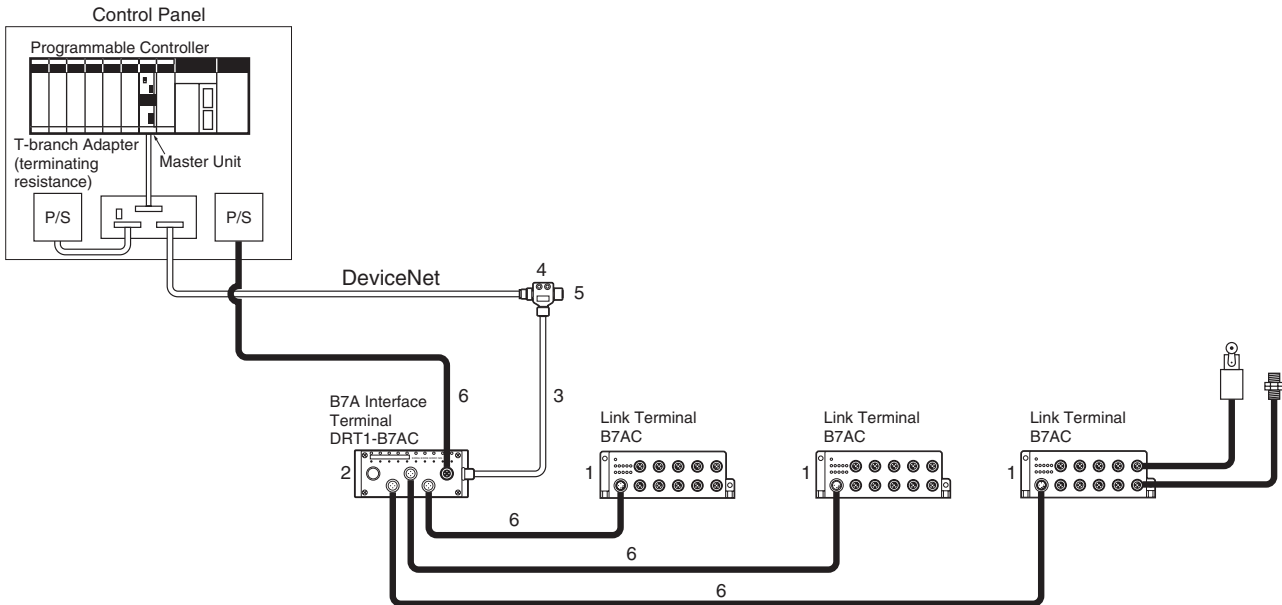 Control Panel
Programmable Controller
T-branch Adapter
(terminating
resistance)
Master Unit
P/S
P/S
DeviceNet
4
5
6
3
B7A Interface
Terminal
DRT1-B7AC
2
Link Terminal
B7AC
1
Link Terminal
B7AC
1
Link Terminal
B7AC
1
6
6
6